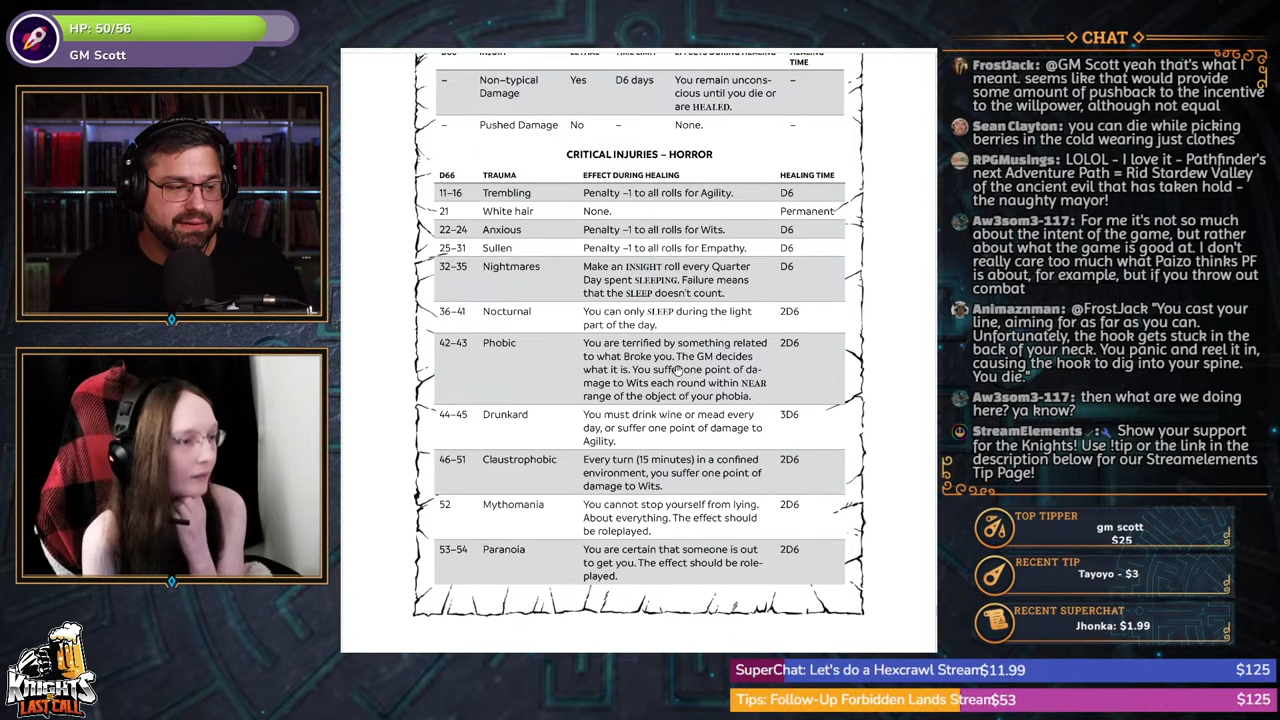 HP: 50/56
GM Scott
HEALING
TIME
– Non-typical Yes D6 days You remain uncons- –
Damage cious until you die or
are HEALED.
– Pushed Damage No – None. –
CRITICAL INJURIES – HORROR
D66 TRAUMA EFFECT DURING HEALING HEALING TIME
11–16 Trembling Penalty –1 to all rolls for Agility. D6
21 White hair None. Permanent
22–24 Anxious Penalty –1 to all rolls for Wits. D6
25–31 Sullen Penalty –1 to all rolls for Empathy. D6
32–35 Nightmares Make an INSIGHT roll every Quarter D6
Day spent SLEEPING. Failure means
that the SLEEP doesn't count.
36–41 Nocturnal You can only SLEEP during the light 2D6
part of the day.
42–43 Phobic You are terrified by something related 2D6
to what Broke you. The GM decides
what it is. You suffer one point of da-
mage to Wits each round within NEAR
range of the object of your phobia.
44–45 Drunkard You must drink wine or mead every 3D6
day, or suffer one point of damage to
Agility.
46–51 Claustrophobic Every turn (15 minutes) in a confined 2D6
environment, you suffer one point of
damage to Wits.
52 Mythomania You cannot stop yourself from lying. 2D6
About everything. The effect should
be roleplayed.
53–54 Paranoia You are certain that someone is out 2D6
to get you. The effect should be role-
played.
CHAT
FrostJack: @GM Scott yeah that's what I
meant. seems like that would provide
some amount of pushback to the incentive
to the willpower, although not equal
Sean Clayton: you can die while picking
berries in the cold wearing just clothes
RPGMusings: LOLOL - I love it - Pathfinder's
next Adventure Path = Rid Stardew Valley
of the ancient evil that has taken hold -
the naughty mayor!
Aw3som3-117: For me it's not so much
about the intent of the game, but rather
about what the game is good at. I don't
really care too much what Paizo thinks PF
is about, for example, but if you throw out
combat
Animaznman: @FrostJack "You cast your
line, aiming for as far as you can.
Unfortunately, the hook gets stuck in the
back of your neck. You panic and reel it in,
causing the hook to dig into your spine.
You die."
Aw3som3-117: then what are we doing
here? ya know?
StreamElements: Show your support
for the Knights! Use !tip or the link in the
description below for our Streamelements
Tip Page!
TOP TIPPER
gm scott
$25
RECENT TIP
Tayoyo - $3
RECENT SUPERCHAT
Jhonka: $1.99
SuperChat: Let's do a Hexcrawl Stream $11.99 $125
Tips: Follow-Up Forbidden Lands Stream $53 $125
KNIGHTS
OF
LAST CALL